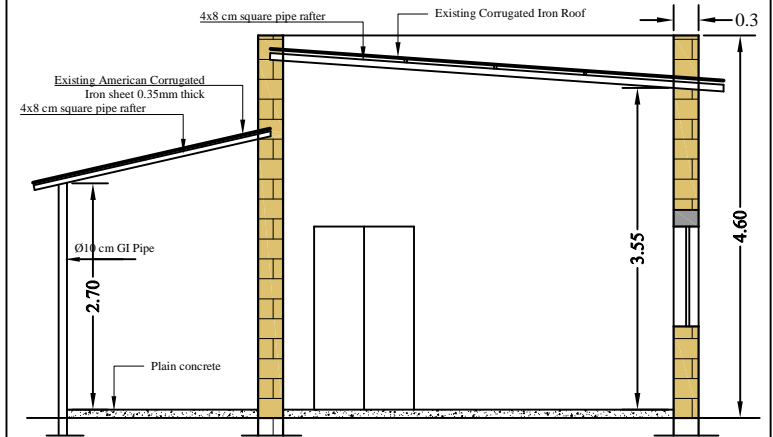 4x8 cm square pipe rafter
Existing Corrugated Iron Roof
0.3
Existing American Corrugated
Iron sheet 0.35mm thick
4x8 cm square pipe rafter
Ø10 cm GI Pipe
2.70
3.55
4.60
Plain concrete